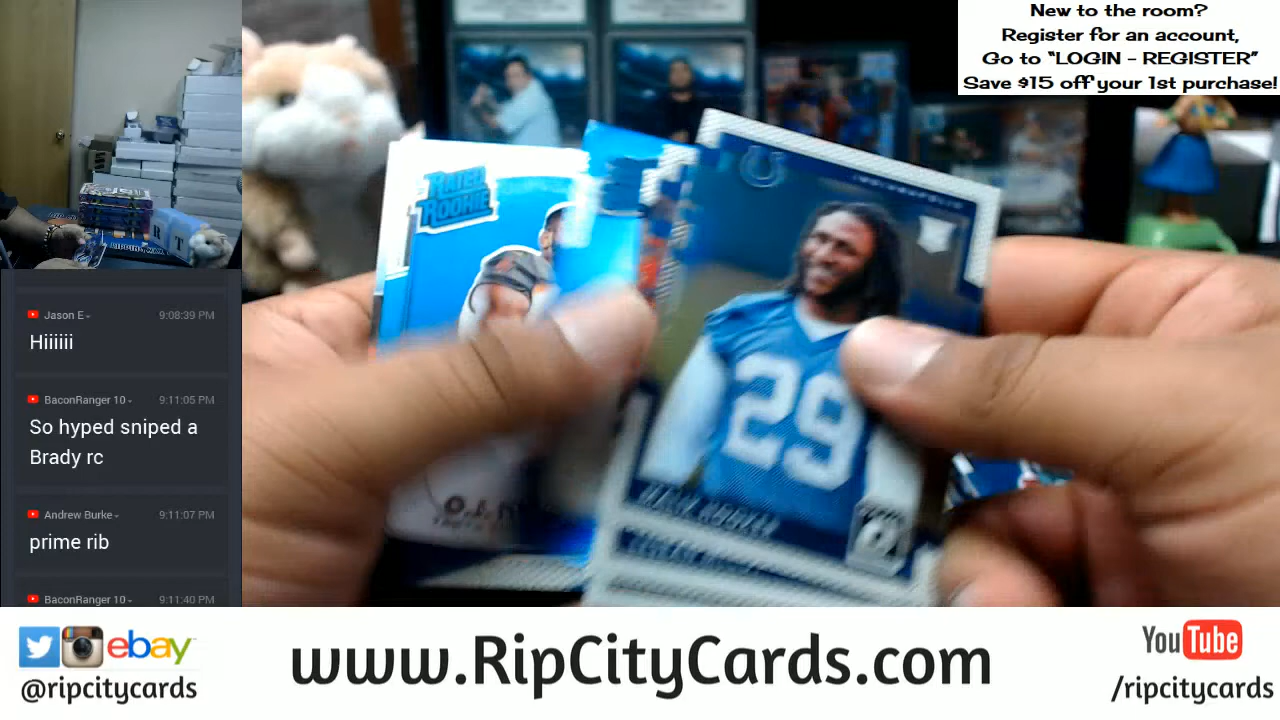 New to the room?
Register for an account,
Go to “LOGIN - REGISTER”
Save $15 off your 1st purchase!
Jason E
9:08:39 PM
Hiiiiii
BaconRanger 10
9:11:05 PM
So hyped sniped a
Brady rc
Andrew Burke
9:11:07 PM
prime rib
BaconRanger 10
9:11:40 PM
RATED
ROOKIE
O.J.
29
ebay
@ripcitycards
www.RipCityCards.com
YouTube
/ripcitycards